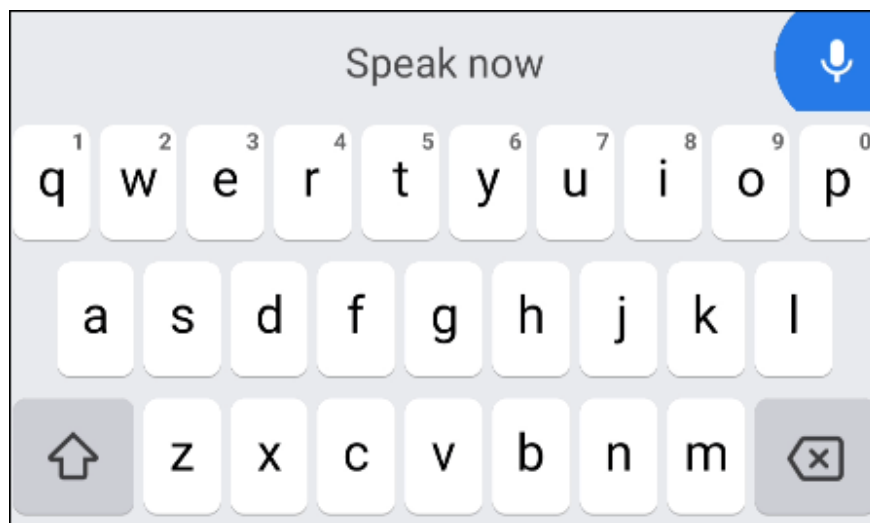 Speak now
1 2 3 4 5 6 7 8 9 0
q w e r t y u i o p
a s d f g h j k l
z x c v b n m